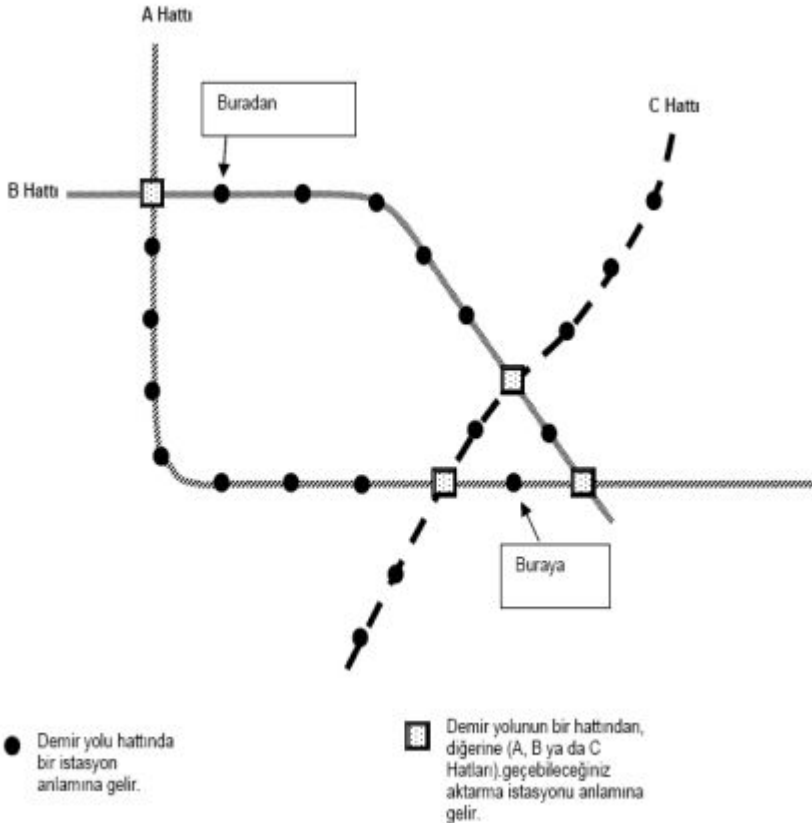 A Hattı
Buradan
C Hattı
B Hattı
Buraya
Demir yolu hattında
bir istasyon
anlamına gelir.
Demir yolunun bir hattından,
diğerine (A, B ya da C
Hatları).geçebileceğiniz
aktarma istasyonu anlamına
gelir.